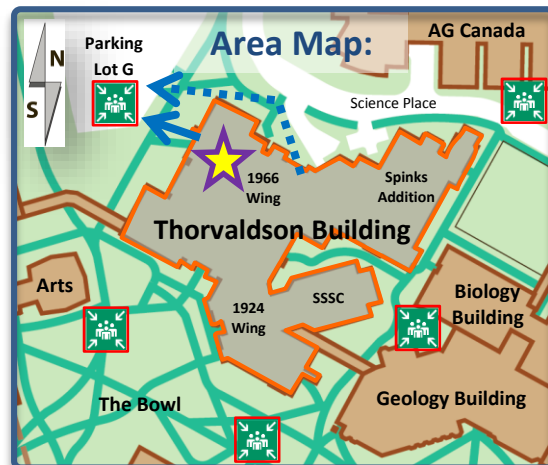 Area Map:
AG Canada
Parking
Lot G
N
S
Science Place
1966
Wing
Spinks
Addition
Thorvaldson Building
Arts
1924
Wing
SSSC
Biology
Building
The Bowl
Geology Building